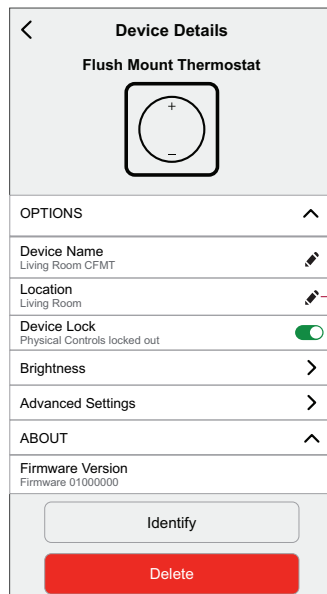 Device Details
Flush Mount Thermostat
+
–
OPTIONS
Device Name
Living Room CFMT
Location
Living Room
Device Lock
Physical Controls locked out
Brightness
Advanced Settings
ABOUT
Firmware Version
Firmware 01000000
Identify
Delete